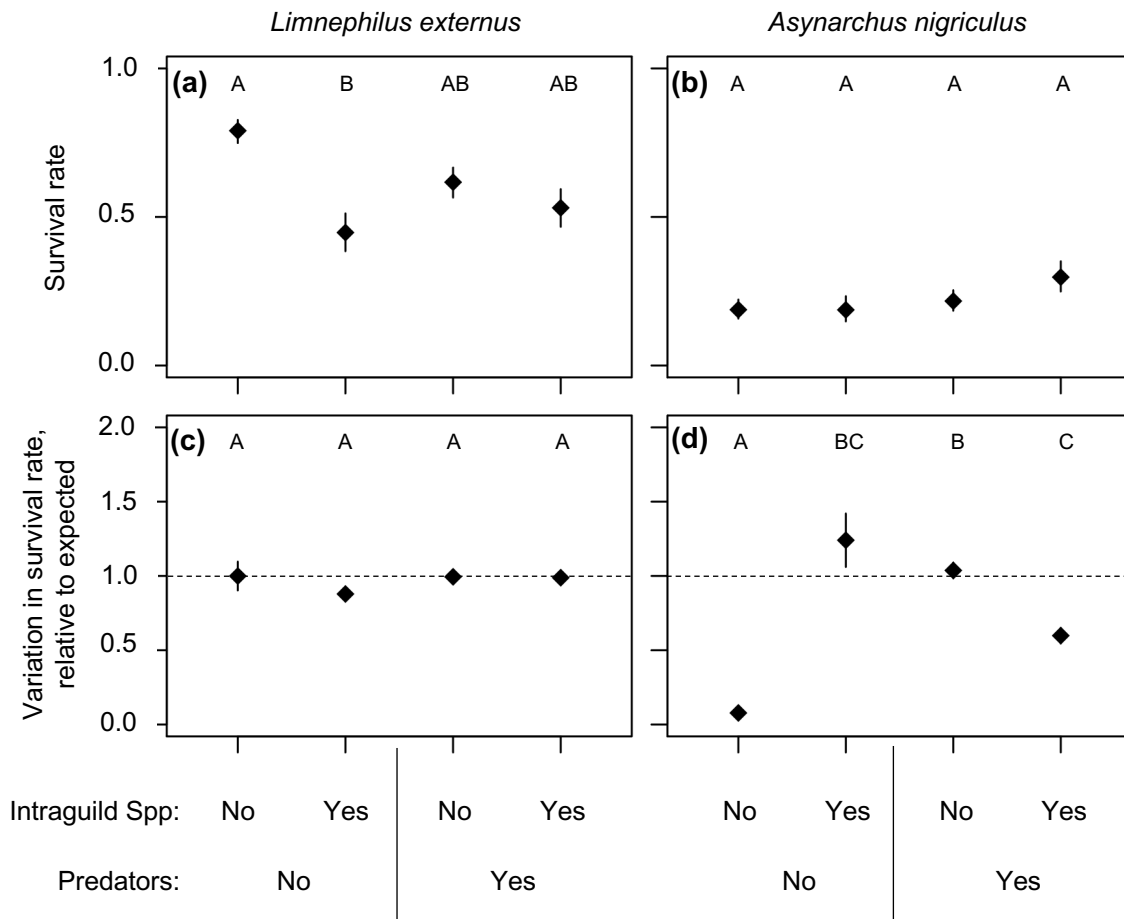 Limnephilus externus Asynarchus nigriculus
Survival rate
1.0
0.5
0.0
(a) A B AB AB
(b) A A A A
Variation in survival rate,
relative to expected
2.0
1.5
1.0
0.5
0.0
(c) A A A A
(d) A BC B C
Intraguild Spp: No Yes No Yes No Yes No Yes
Predators: No Yes No Yes